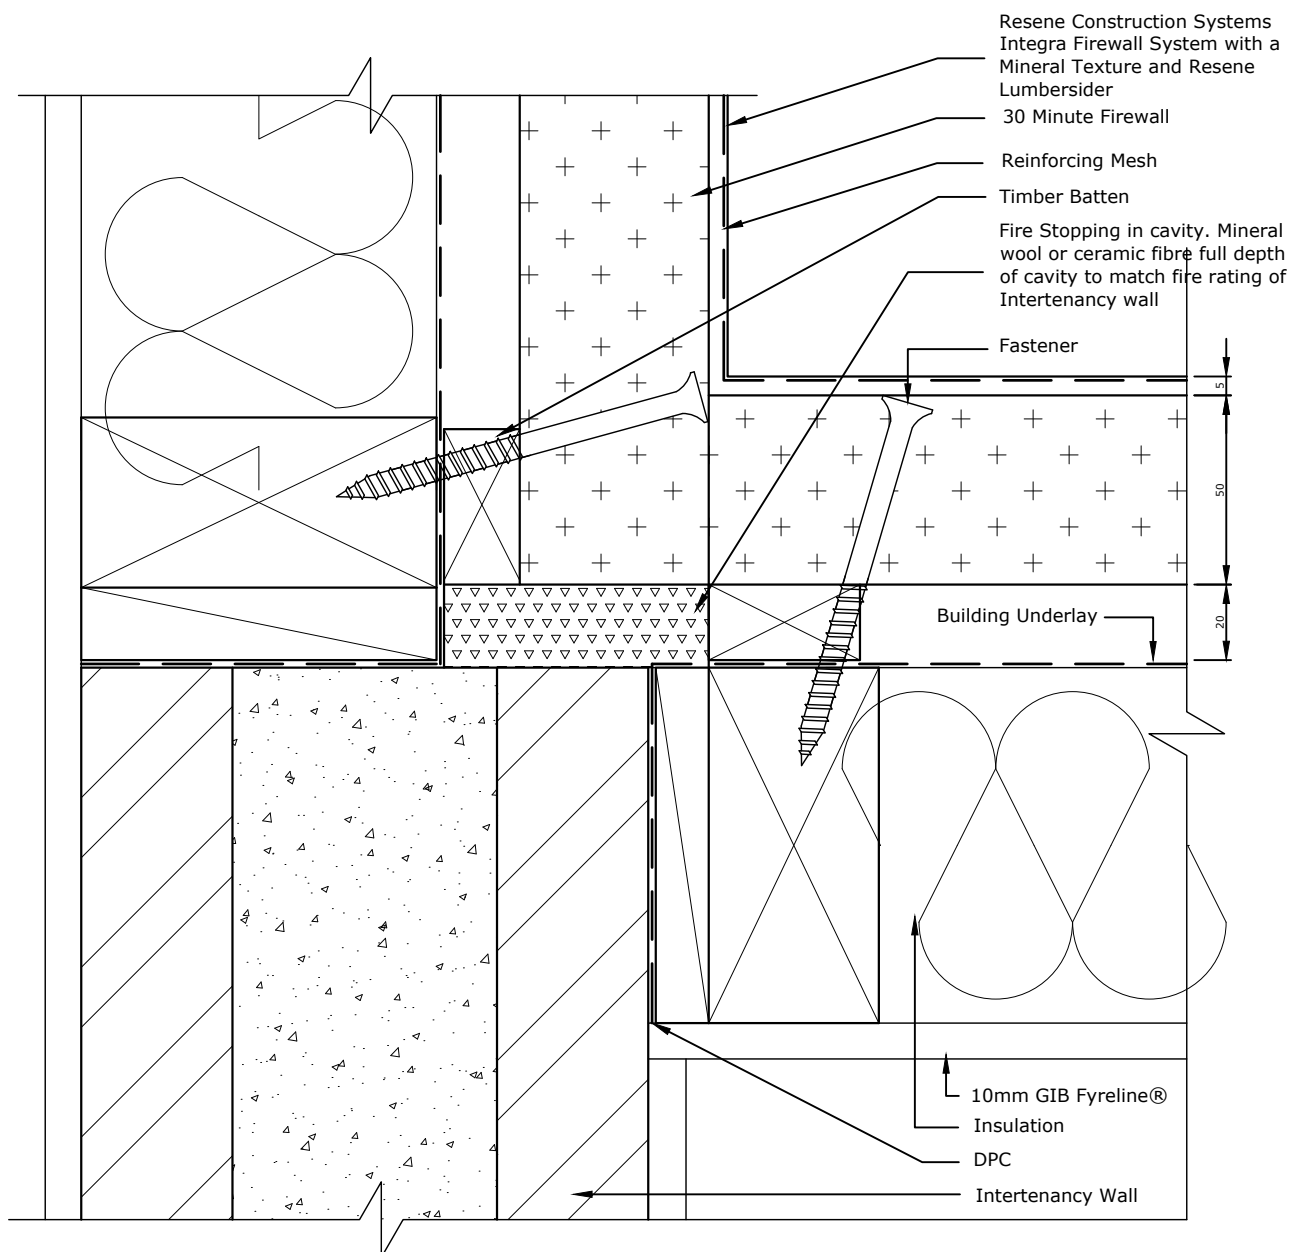 Resene Construction Systems
Integra Firewall System with a
Mineral Texture and Resene
Lumbersider
30 Minute Firewall
Reinforcing Mesh
Timber Batten
Fire Stopping in cavity. Mineral
wool or ceramic fibre full depth
of cavity to match fire rating of
Intertenancy wall
Fastener
5
50
20
Building Underlay
10mm GIB Fyreline®
Insulation
DPC
Intertenancy Wall